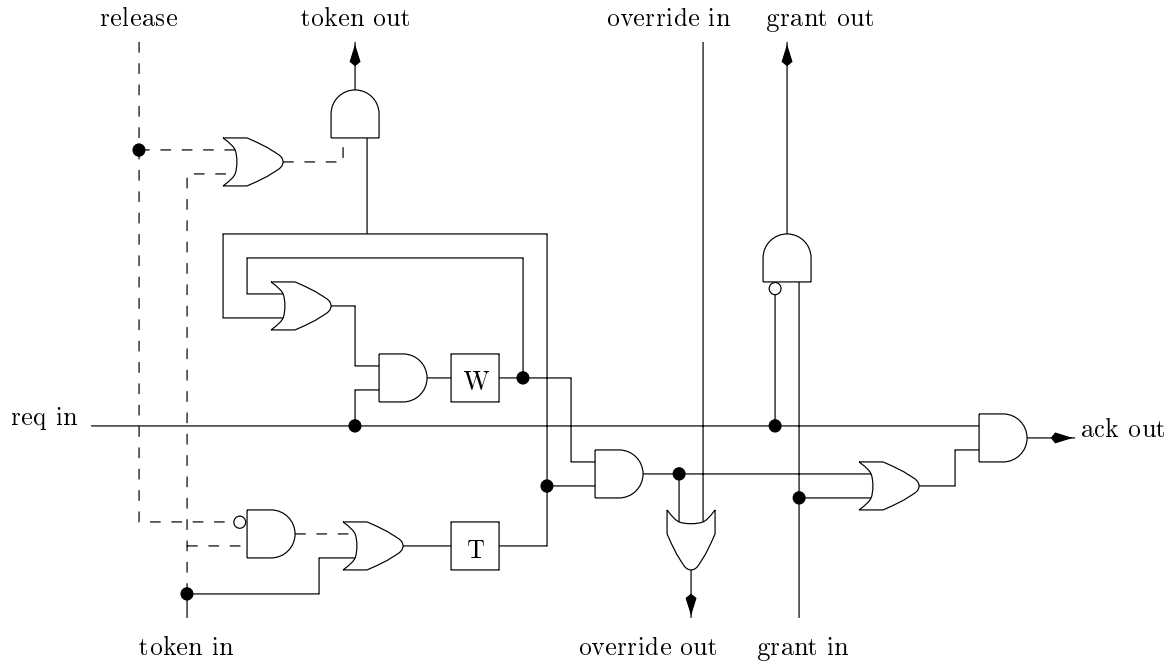 release
token out
override in
grant out
W
req in
ack out
T
token in
override out
grant in